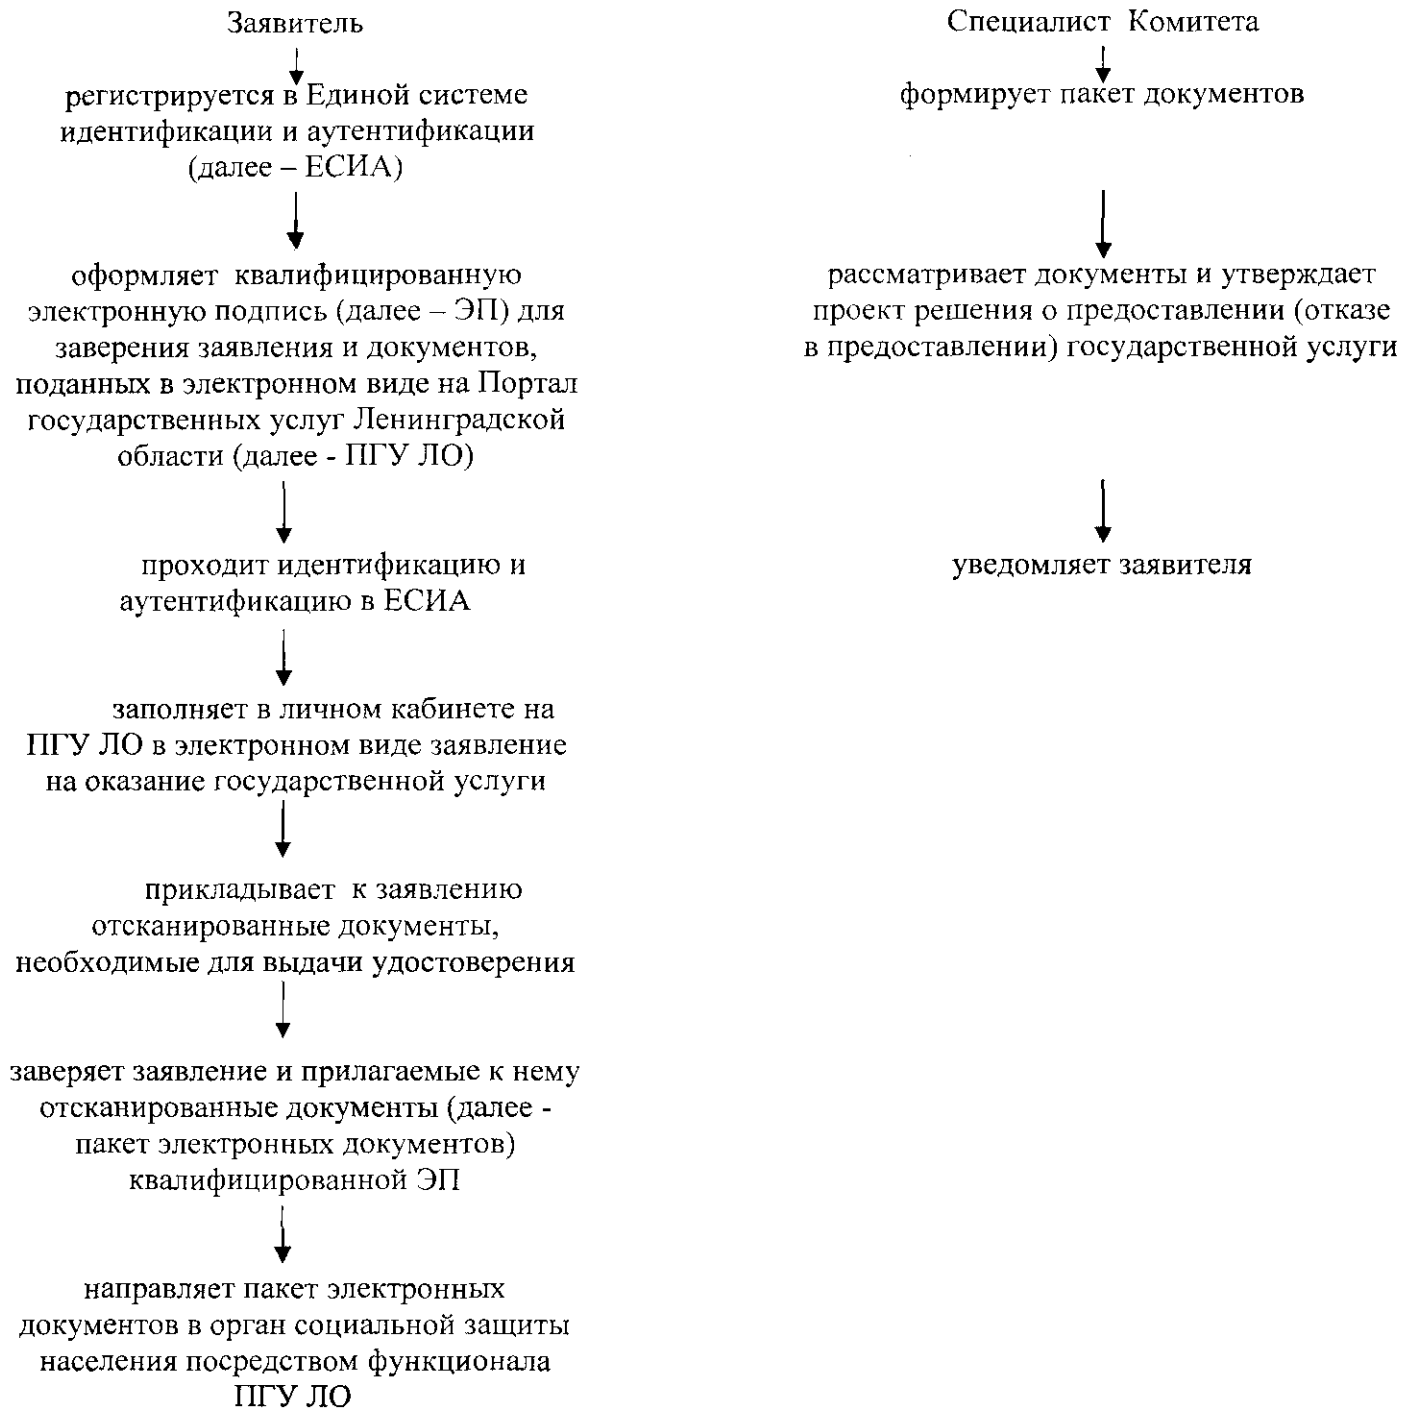 Заявитель
регистрируется в Единой системе
идентификации и аутентификации
(далее – ЕСИА)
оформляет квалифицированную
электронную подпись (далее – ЭП) для
заверения заявления и документов,
поданных в электронном виде на Портал
государственных услуг Ленинградской
области (далее - ПГУ ЛО)
проходит идентификацию и
аутентификацию в ЕСИА
заполняет в личном кабинете на
ПГУ ЛО в электронном виде заявление
на оказание государственной услуги
прикладывает к заявлению
отсканированные документы,
необходимые для выдачи удостоверения
заверяет заявление и прилагаемые к нему
отсканированные документы (далее -
пакет электронных документов)
квалифицированной ЭП
направляет пакет электронных
документов в орган социальной защиты
населения посредством функционала
ПГУ ЛО
Специалист Комитета
формирует пакет документов
рассматривает документы и утверждает
проект решения о предоставлении (отказе
в предоставлении) государственной услуги
уведомляет заявителя